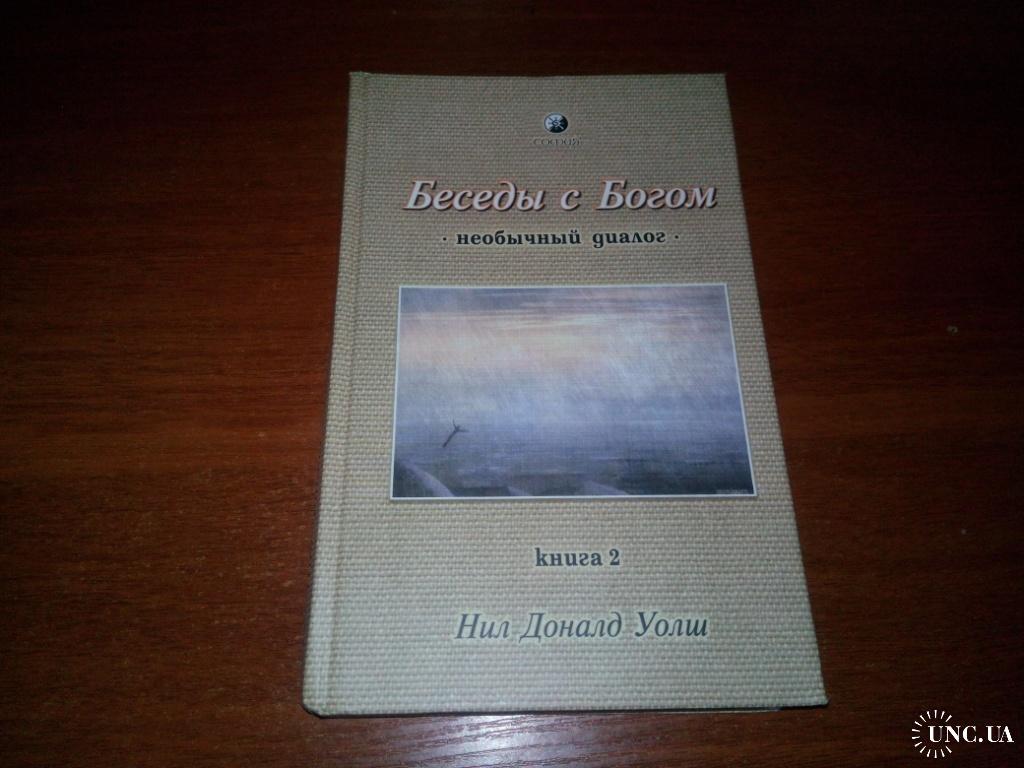 СОФИЯ
Беседы с Богом
· необычный диалог ·
книга 2
Нил Доналд Уолш
UNC.UA